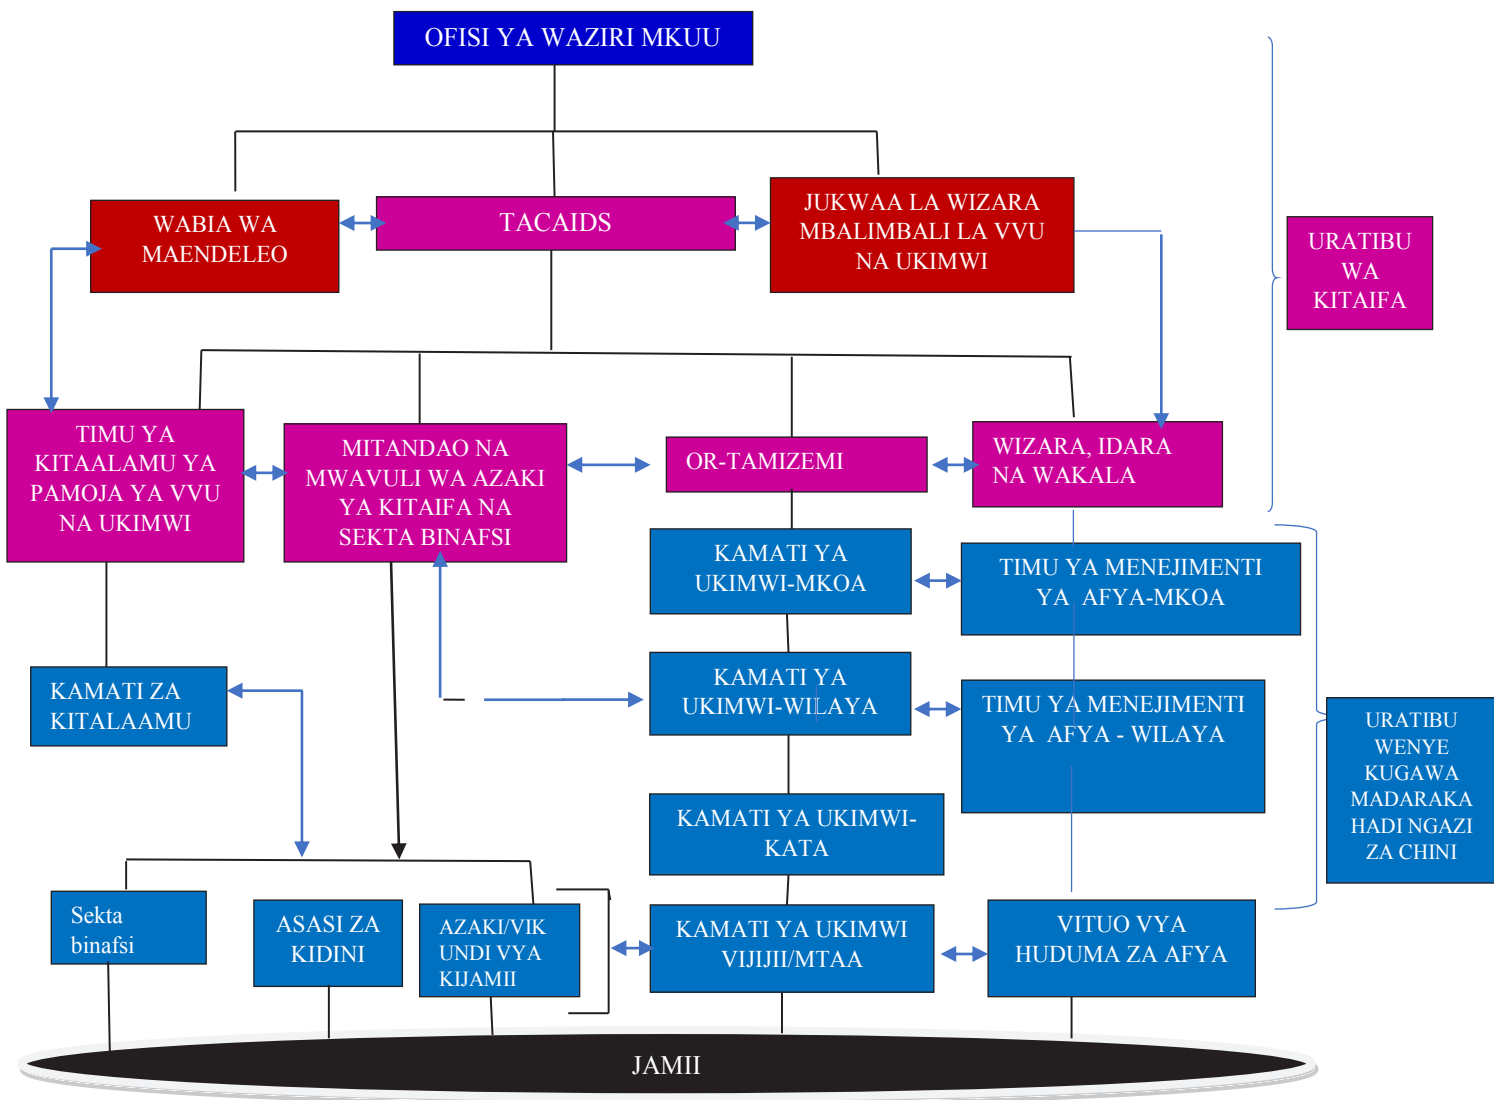 OFISI YA WAZIRI MKUU
WABIA WA
MAENDELEO
TACAIDS
JUKWAA LA WIZARA
MBALIMBALI LA VVU
NA UKIMWI
URATIBU
WA
KITAIFA
TIMU YA
KITAALAMU YA
PAMOJA YA VVU
NA UKIMWI
MITANDAO NA
MWAVULI WA AZAKI
YA KITAIFA NA
SEKTA BINAFSI
OR-TAMIZEMI
WIZARA, IDARA
NA WAKALA
KAMATI YA
UKIMWI-MKOA
TIMU YA MENEJIMENTI
YA AFYA-MKOA
KAMATI ZA
KITALAAMU
KAMATI YA
UKIMWI-WILAYA
TIMU YA MENEJIMENTI
YA AFYA - WILAYA
URATIBU
WENYE
KUGAWA
MADARAKA
HADI NGAZI
ZA CHINI
KAMATI YA UKIMWI-
KATA
Sekta
binafsi
ASASI ZA
KIDINI
AZAKI/VIK
UNDI VYA
KIJAMII
KAMATI YA UKIMWI
VIJIJII/MTAA
VITUO VYA
HUDUMA ZA AFYA
JAMII